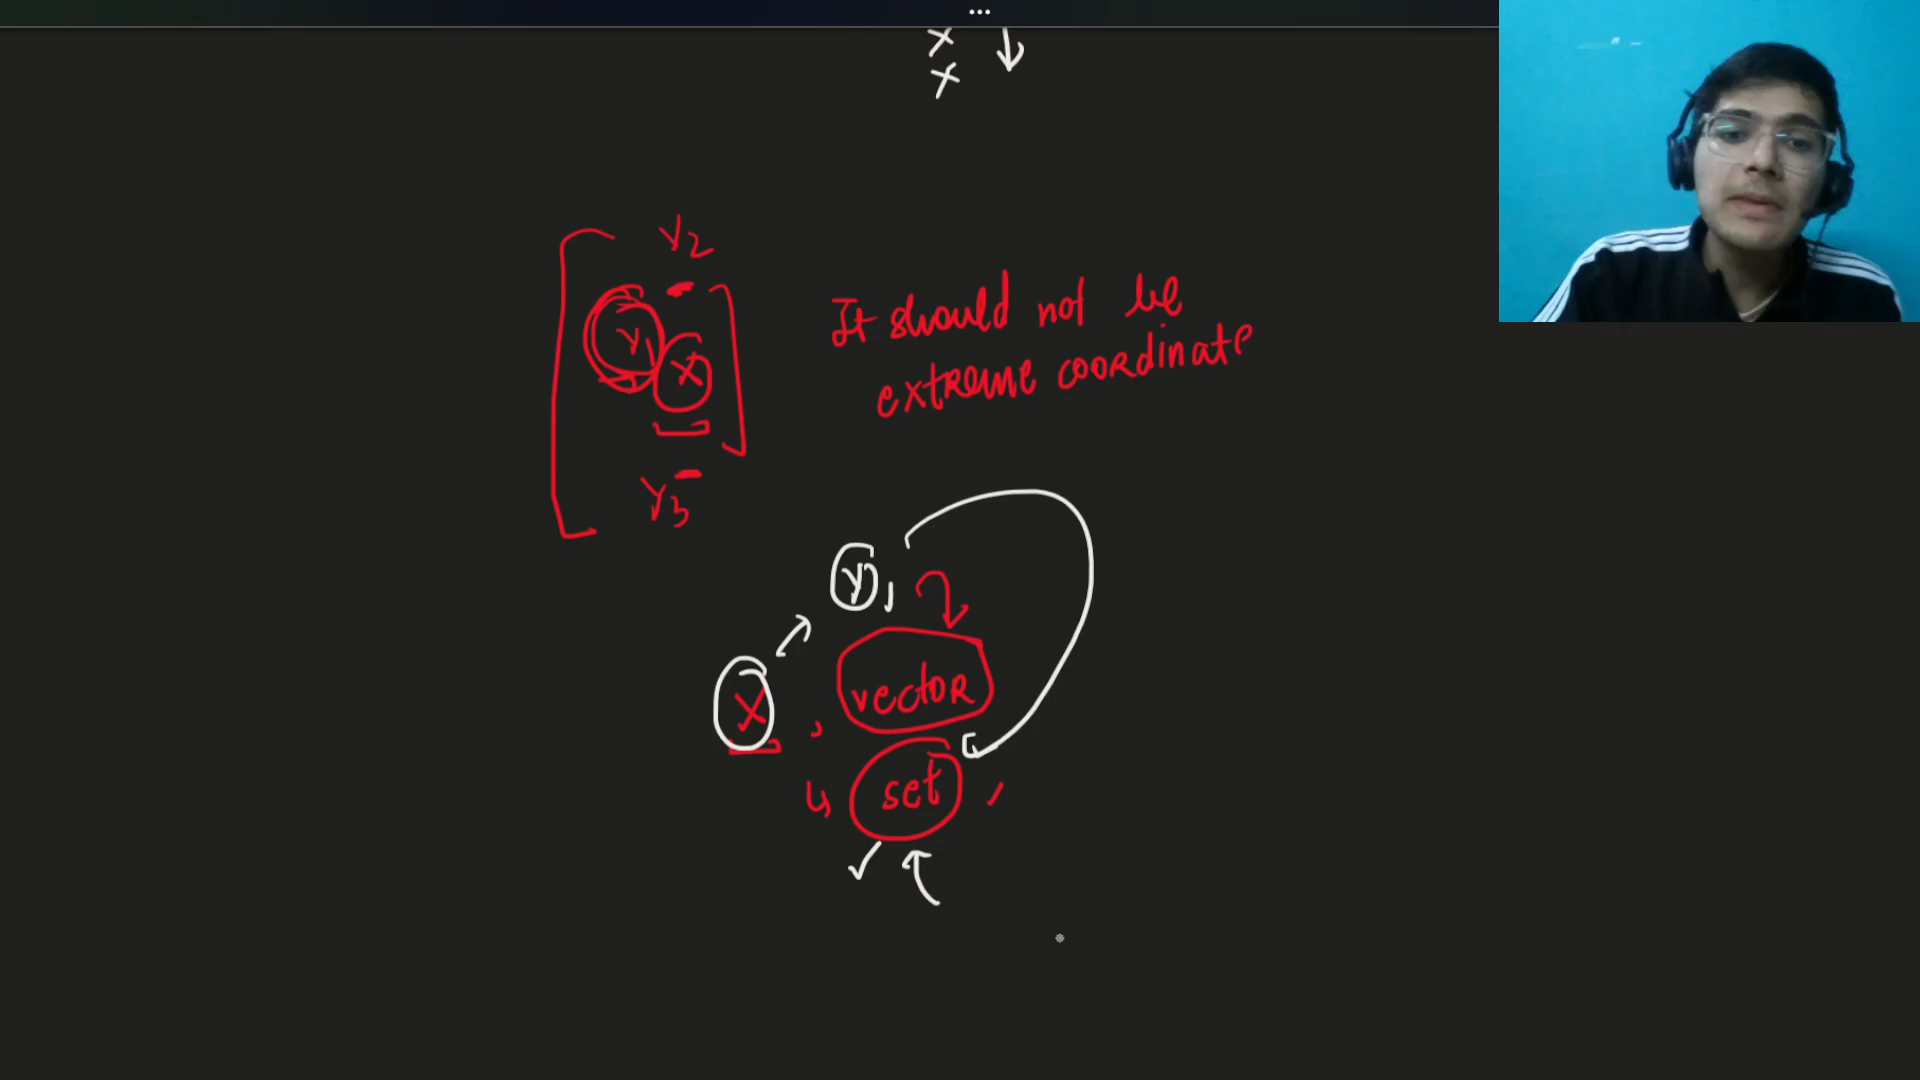 ...
x
x
y2
y1
x
y3
It should not be
extreme coordinate
y,
vector
x ,
set ,